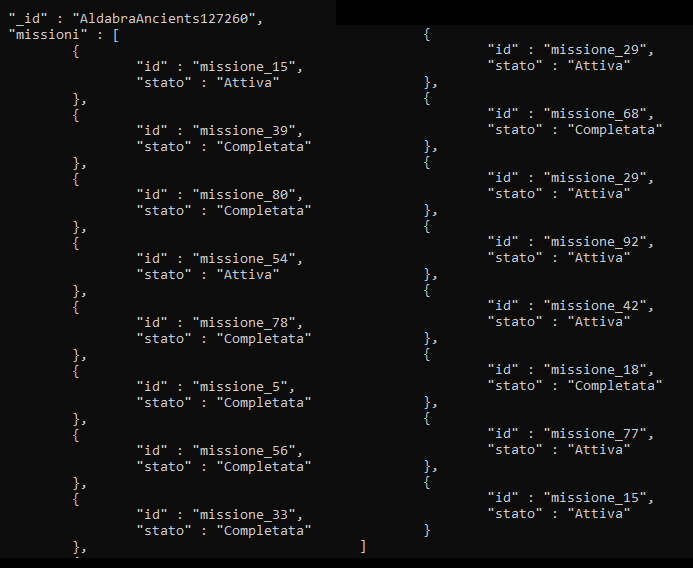 "_id" : "AldabraAncients127260",
"missioni" : [
{
"id" : "missione_15",
"stato" : "Attiva"
},
{
"id" : "missione_39",
"stato" : "Completata"
},
{
"id" : "missione_80",
"stato" : "Completata"
},
{
"id" : "missione_54",
"stato" : "Attiva"
},
{
"id" : "missione_78",
"stato" : "Completata"
},
{
"id" : "missione_5",
"stato" : "Completata"
},
{
"id" : "missione_56",
"stato" : "Completata"
},
{
"id" : "missione_33",
"stato" : "Completata"
},
{
"id" : "missione_29",
"stato" : "Attiva"
},
{
"id" : "missione_68",
"stato" : "Completata"
},
{
"id" : "missione_29",
"stato" : "Attiva"
},
{
"id" : "missione_92",
"stato" : "Attiva"
},
{
"id" : "missione_42",
"stato" : "Attiva"
},
{
"id" : "missione_18",
"stato" : "Completata"
},
{
"id" : "missione_77",
"stato" : "Attiva"
},
{
"id" : "missione_15",
"stato" : "Attiva"
}
]